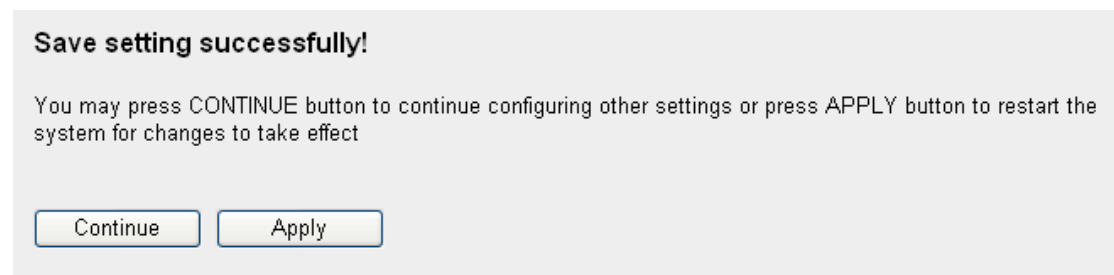 Save setting successfully!
You may press CONTINUE button to continue configuring other settings or press APPLY button to restart the
system for changes to take effect
Continue Apply